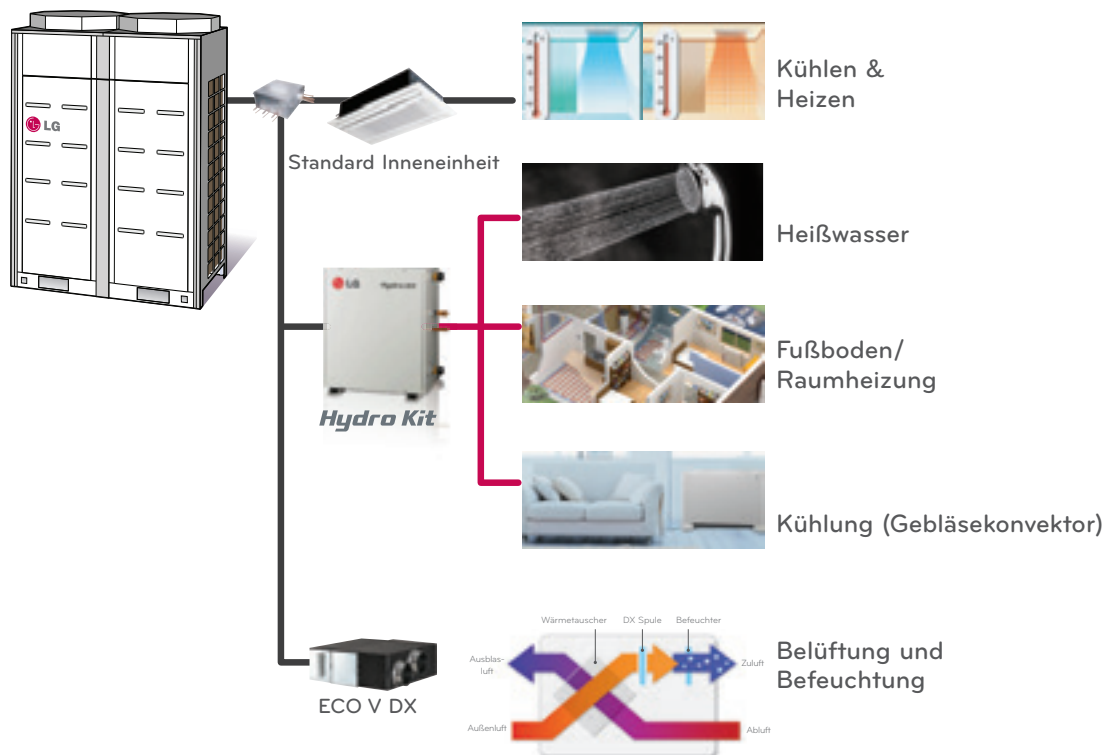 LG
Standard Inneneinheit
Kühlen &
Heizen
Heißwasser
LG
Hydro Kit
Hydro Kit
Fußboden/
Raumheizung
Kühlung (Gebläsekonvektor)
ECO V DX
Wärmetauscher
DX Spule
Befeuchter
Ausblas-
luft
Zuluft
Außenluft
Abluft
Belüftung und
Befeuchtung